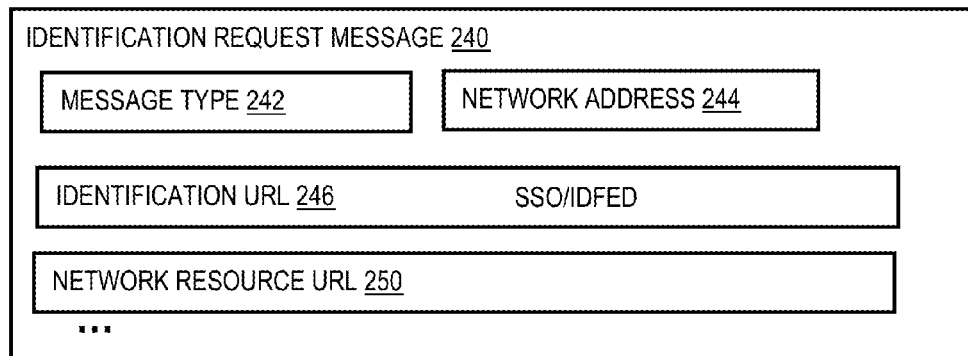 IDENTIFICATION REQUEST MESSAGE 240
MESSAGE TYPE 242 NETWORK ADDRESS 244
IDENTIFICATION URL 246 SSO/IDFED
NETWORK RESOURCE URL 250
...